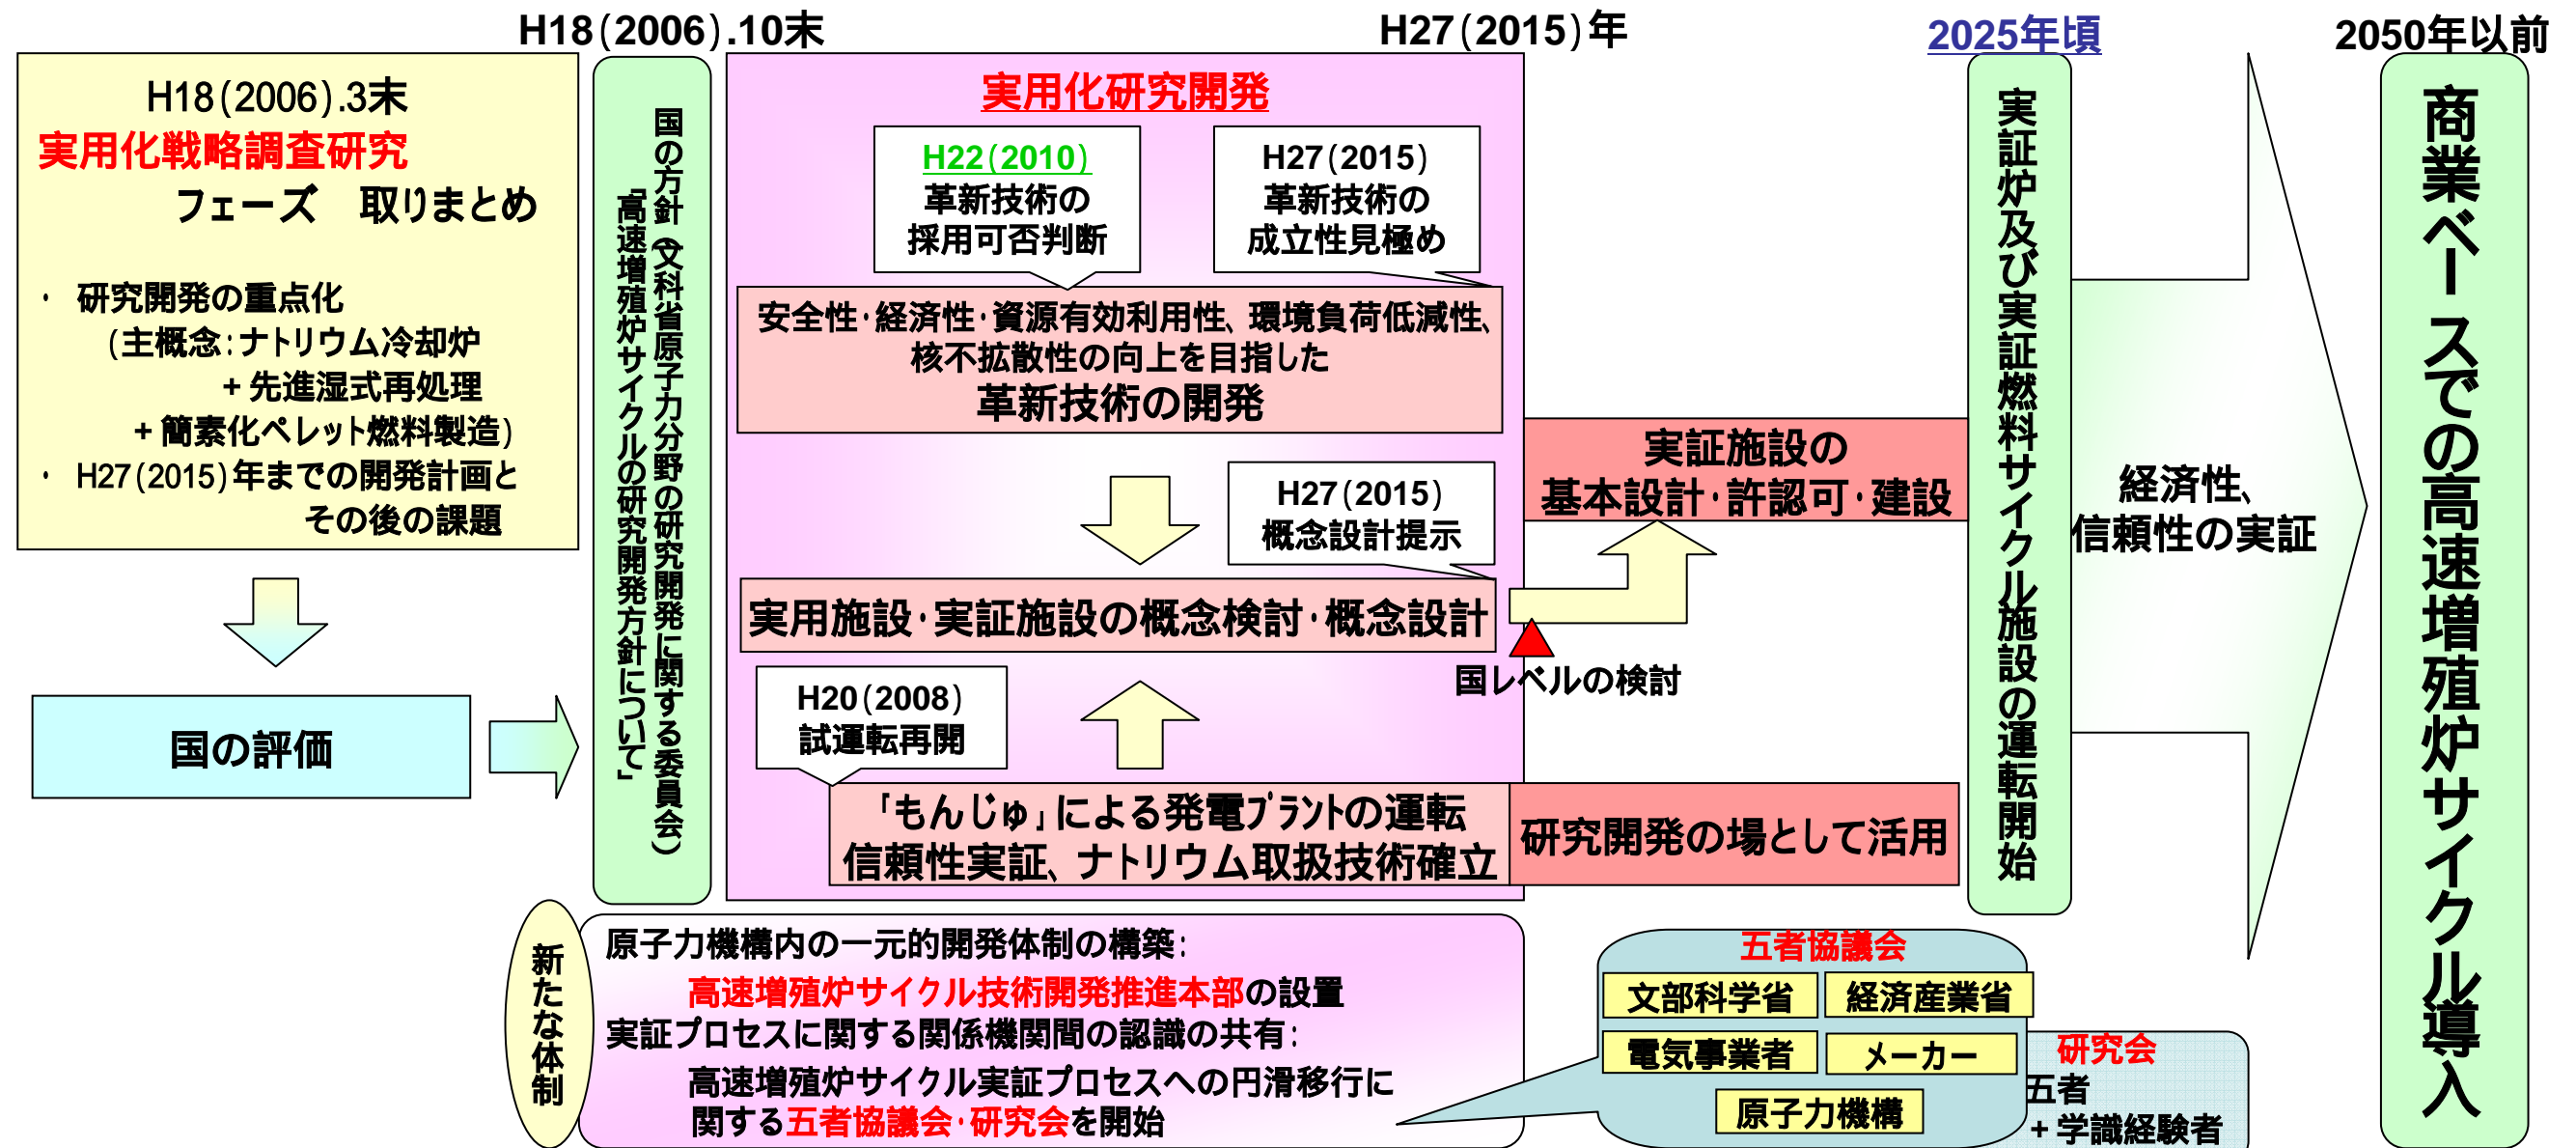 H18(2006).10末
H27(2015)年
2025年頃
2050年以前
H18(2006).3末
実用化戦略調査研究
フェーズ　取りまとめ
・ 研究開発の重点化
(主概念:ナトリウム冷却炉
+先進湿式再処理
+簡素化ペレット燃料製造)
・ H27(2015)年までの開発計画と
その後の課題
国の評価
国の方針(文科省原子力分野の研究開発に関する委員会)
「高速増殖炉サイクルの研究開発方針について」
実用化研究開発
H22(2010)
革新技術の
採用可否判断
H27(2015)
革新技術の
成立性見極め
安全性・経済性・資源有効利用性、環境負荷低減性、
核不拡散性の向上を目指した
革新技術の開発
H27(2015)
概念設計提示
実用施設・実証施設の概念検討・概念設計
国レベルの検討
H20(2008)
試運転再開
「もんじゅ」による発電プラントの運転
信頼性実証、ナトリウム取扱技術確立
実証施設の
基本設計・許認可・建設
研究開発の場として活用
実証炉及び実証燃料サイクル施設の運転開始
経済性、
信頼性の実証
商業ベースでの高速増殖炉サイクル導入
新たな体制
原子力機構内の一元的開発体制の構築:
高速増殖炉サイクル技術開発推進本部の設置
実証プロセスに関する関係機関間の認識の共有:
高速増殖炉サイクル実証プロセスへの円滑移行に
関する五者協議会・研究会を開始
五者協議会
文部科学省
経済産業省
電気事業者
メーカー
原子力機構
研究会
五者
+学識経験者